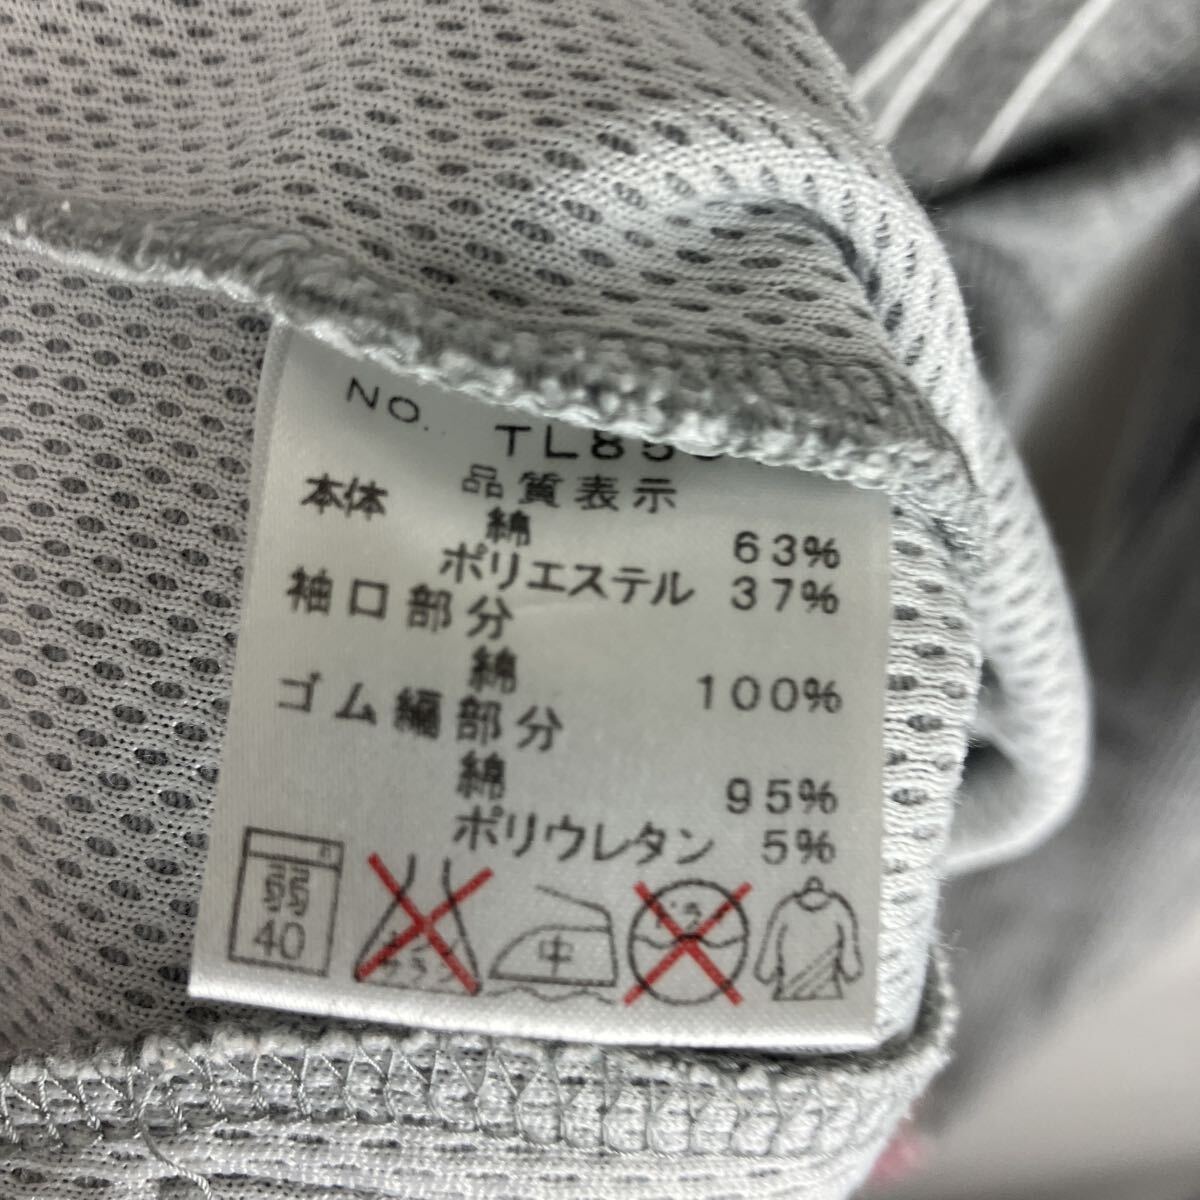 NO.
品質表示
本体
綿 63%
ポリエステル 37%
袖口部分
綿 100%
ゴム編部分
綿 95%
ポリウレタン 5%
弱
40
中